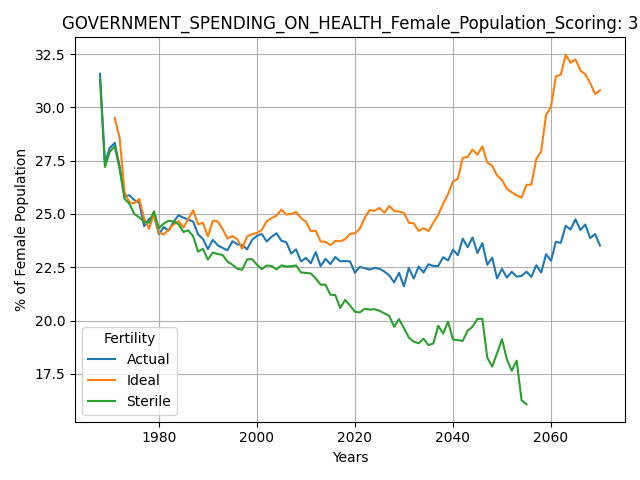 GOVERNMENT_SPENDING_ON_HEALTH_Female_Population_Scoring: 3
32.5
30.0
27.5
25.0
22.5
20.0
17.5
% of Female Population
Fertility
Actual
Ideal
Sterile
1980
2000
2020
2040
2060
Years